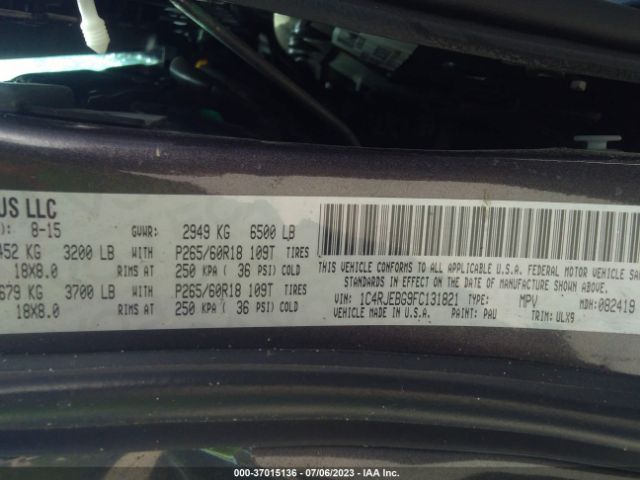 US LLC
): 8-15 GVWR: 2949 KG 6500 LB
452 KG 3200 LB WITH P265/60R18 109T TIRES
18X8.0 RIMS AT 250 KPA ( 36 PSI) COLD
679 KG 3700 LB WITH P265/60R18 109T TIRES
18X8.0 RIMS AT 250 KPA ( 36 PSI) COLD
THIS VEHICLE CONFORMS TO ALL APPLICABLE U.S.A. FEDERAL MOTOR VEHICLE SA
STANDARDS IN EFFECT ON THE DATE OF MANUFACTURE SHOWN ABOVE.
VIN: 1C4RJEBG9FC131821 TYPE: MPV MDH: 082419
VEHICLE MADE IN U.S.A. PAINT: PAU TRIM: ULX9
000-37015136 - 07/06/2023 - IAA Inc.